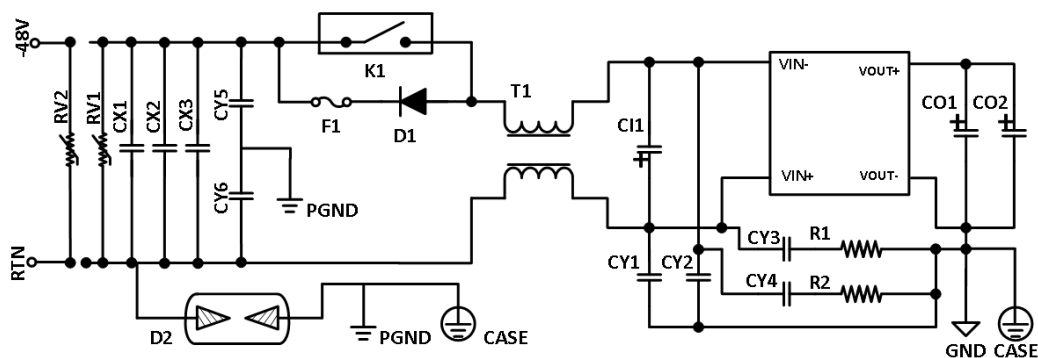 -48V
RTN
RV2
RV1
CX1
CX2
CX3
CY5
CY6
PGND
K1
F1
D1
T1
D2
PGND
CASE
CI1
CY1
CY2
VIN-
VIN+
VOUT+
VOUT-
CO1
CO2
CY3
R1
CY4
R2
GND
CASE